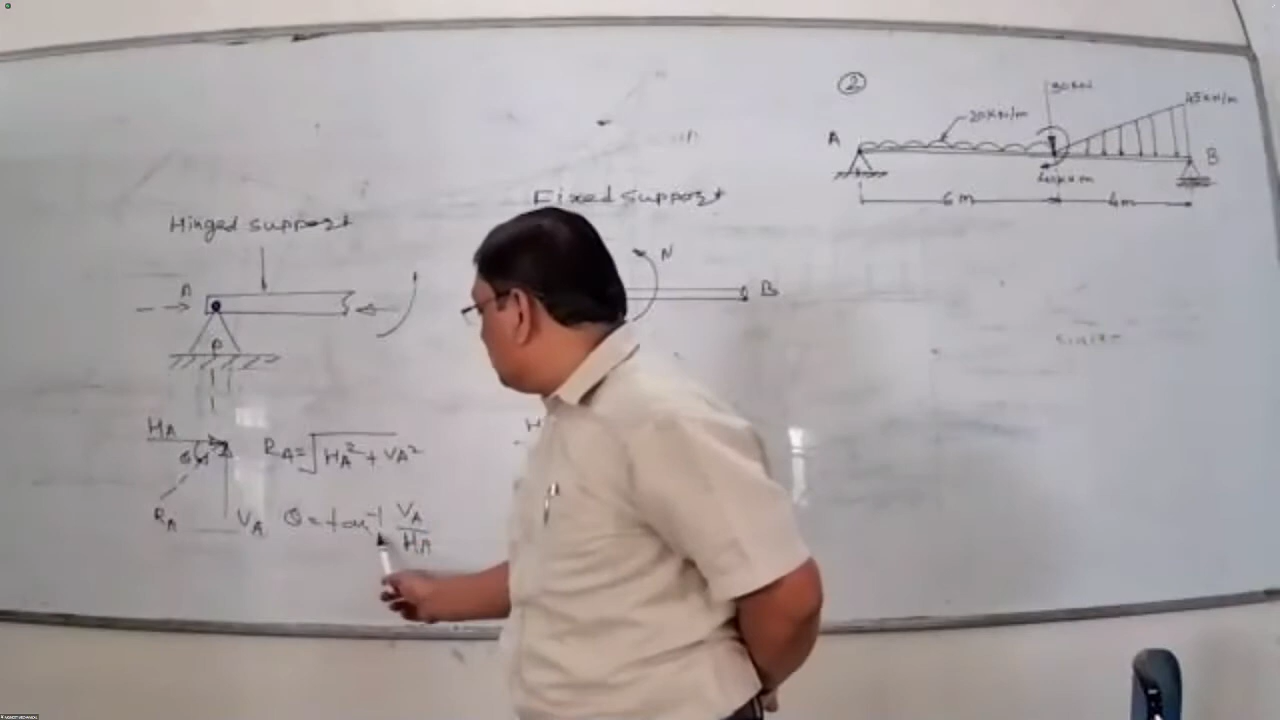 ②
30KN
20KN/m
45KN/m
A
B
6m
4m
Fixed support
Hinged support
A
B
HA
RA=√HA²+VA²
RA
VA
θ=tan⁻¹ VA/HA